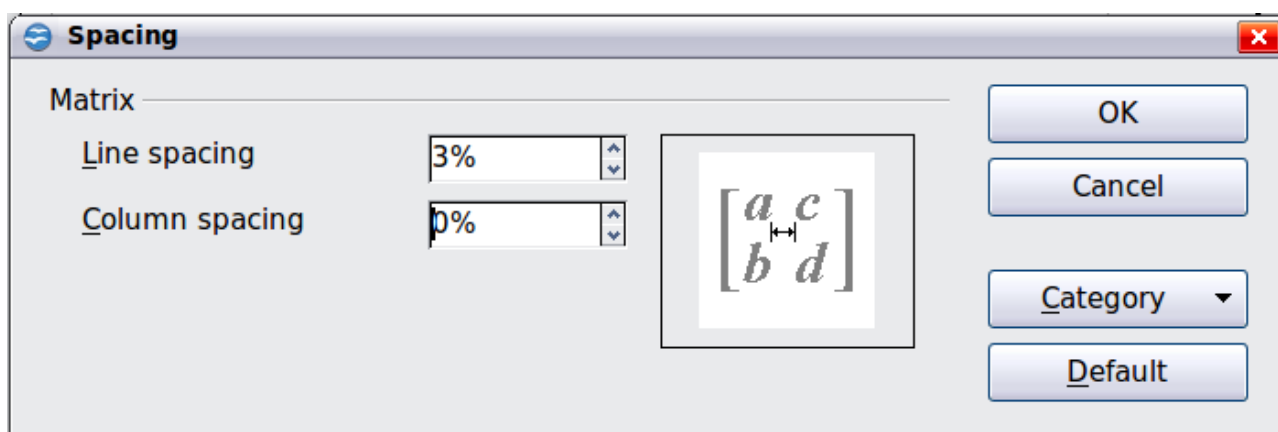 Spacing
Matrix
OK
Line spacing 3%
Cancel
Column spacing 0%
a c
b d
Category
Default